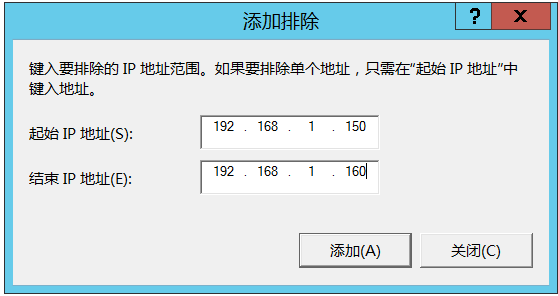 添加排除
? X
键入要排除的 IP 地址范围。如果要排除单个地址，只需在“起始 IP 地址”中
键入地址。
起始 IP 地址(S): 192 . 168 . 1 . 150
结束 IP 地址(E): 192 . 168 . 1 . 160
添加(A) 关闭(C)